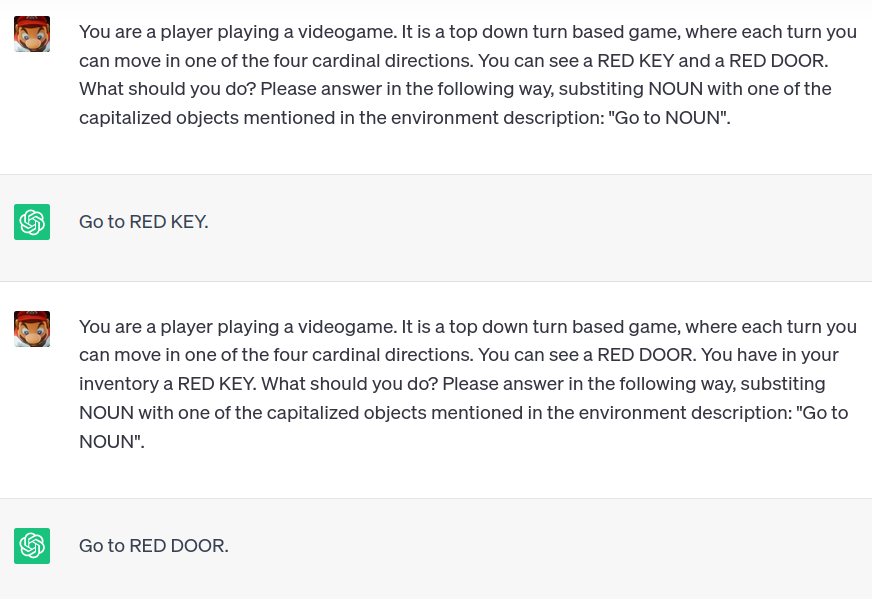 You are a player playing a videogame. It is a top down turn based game, where each turn you
can move in one of the four cardinal directions. You can see a RED KEY and a RED DOOR.
What should you do? Please answer in the following way, substiting NOUN with one of the
capitalized objects mentioned in the environment description: "Go to NOUN".
Go to RED KEY.
You are a player playing a videogame. It is a top down turn based game, where each turn you
can move in one of the four cardinal directions. You can see a RED DOOR. You have in your
inventory a RED KEY. What should you do? Please answer in the following way, substiting
NOUN with one of the capitalized objects mentioned in the environment description: "Go to
NOUN".
Go to RED DOOR.